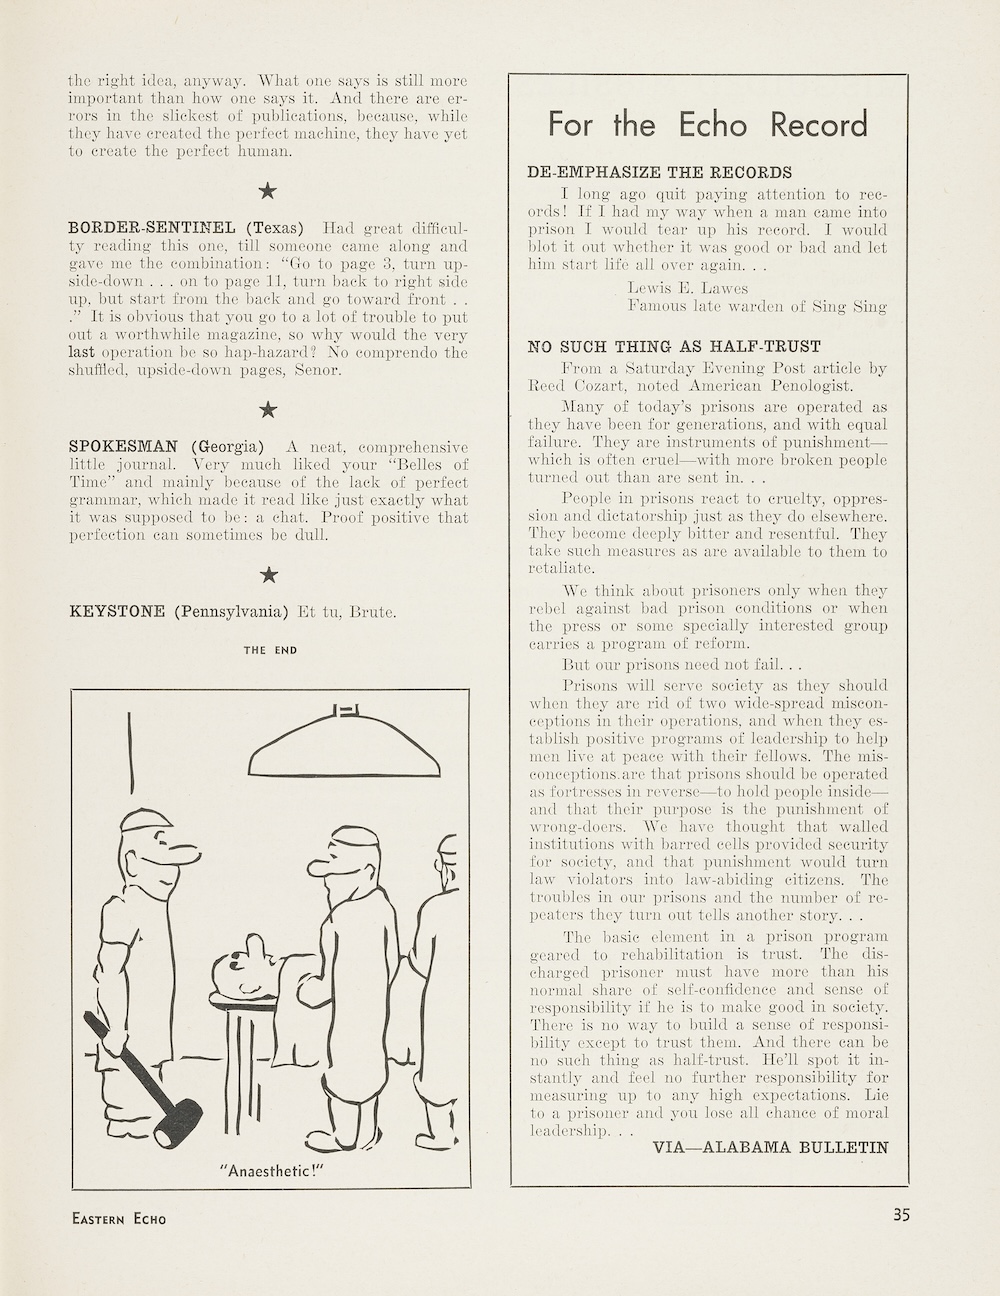 the right idea, anyway. What one says is still more
important than how one says it. And there are er-
rors in the slickest of publications, because, while
they have created the perfect machine, they have yet
to create the perfect human.
★
BORDER-SENTINEL (Texas) Had great difficul-
ty reading this one, till someone came along and
gave me the combination: "Go to page 3, turn up-
side-down . . . on to page 11, turn back to right side
up, but start from the back and go toward front . .
." It is obvious that you go to a lot of trouble to put
out a worthwhile magazine, so why would the very
last operation be so hap-hazard? No comprendo the
shuffled, upside-down pages, Senor.
★
SPOKESMAN (Georgia) A neat, comprehensive
little journal. Very much liked your "Belles of
Time" and mainly because of the lack of perfect
grammar, which made it read like just exactly what
it was supposed to be: a chat. Proof positive that
perfection can sometimes be dull.
★
KEYSTONE (Pennsylvania) Et tu, Brute.
THE END
"Anaesthetic!"
For the Echo Record
DE-EMPHASIZE THE RECORDS
I long ago quit paying attention to rec-
ords! If I had my way when a man came into
prison I would tear up his record. I would
blot it out whether it was good or bad and let
him start life all over again. . .
Lewis E. Lawes
Famous late warden of Sing Sing
NO SUCH THING AS HALF-TRUST
From a Saturday Evening Post article by
Reed Cozart, noted American Penologist.
Many of today's prisons are operated as
they have been for generations, and with equal
failure. They are instruments of punishment—
which is often cruel—with more broken people
turned out than are sent in. . .
People in prisons react to cruelty, oppres-
sion and dictatorship just as they do elsewhere.
They become deeply bitter and resentful. They
take such measures as are available to them to
retaliate.
We think about prisoners only when they
rebel against bad prison conditions or when
the press or some specially interested group
carries a program of reform.
But our prisons need not fail. . .
Prisons will serve society as they should
when they are rid of two wide-spread miscon-
ceptions in their operations, and when they es-
tablish positive programs of leadership to help
men live at peace with their fellows. The mis-
conceptions.are that prisons should be operated
as fortresses in reverse—to hold people inside—
and that their purpose is the punishment of
wrong-doers. We have thought that walled
institutions with barred cells provided security
for society, and that punishment would turn
law violators into law-abiding citizens. The
troubles in our prisons and the number of re-
peaters they turn out tells another story. . .
The basic element in a prison program
geared to rehabilitation is trust. The dis-
charged prisoner must have more than his
normal share of self-confidence and sense of
responsibility if he is to make good in society.
There is no way to build a sense of responsi-
bility except to trust them. And there can be
no such thing as half-trust. He'll spot it in-
stantly and feel no further responsibility for
measuring up to any high expectations. Lie
to a prisoner and you lose all chance of moral
leadership. . .
VIA—ALABAMA BULLETIN
EASTERN ECHO
35